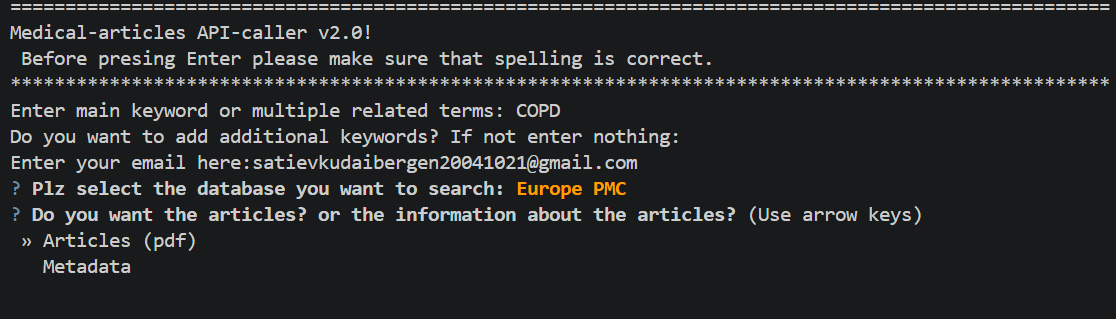 ====================================================================================================
Medical-articles API-caller v2.0!
Before presing Enter please make sure that spelling is correct.
****************************************************************************************************
Enter main keyword or multiple related terms: COPD
Do you want to add additional keywords? If not enter nothing:
Enter your email here:satievkudaibergen20041021@gmail.com
? Plz select the database you want to search: Europe PMC
? Do you want the articles? or the information about the articles? (Use arrow keys)
» Articles (pdf)
Metadata